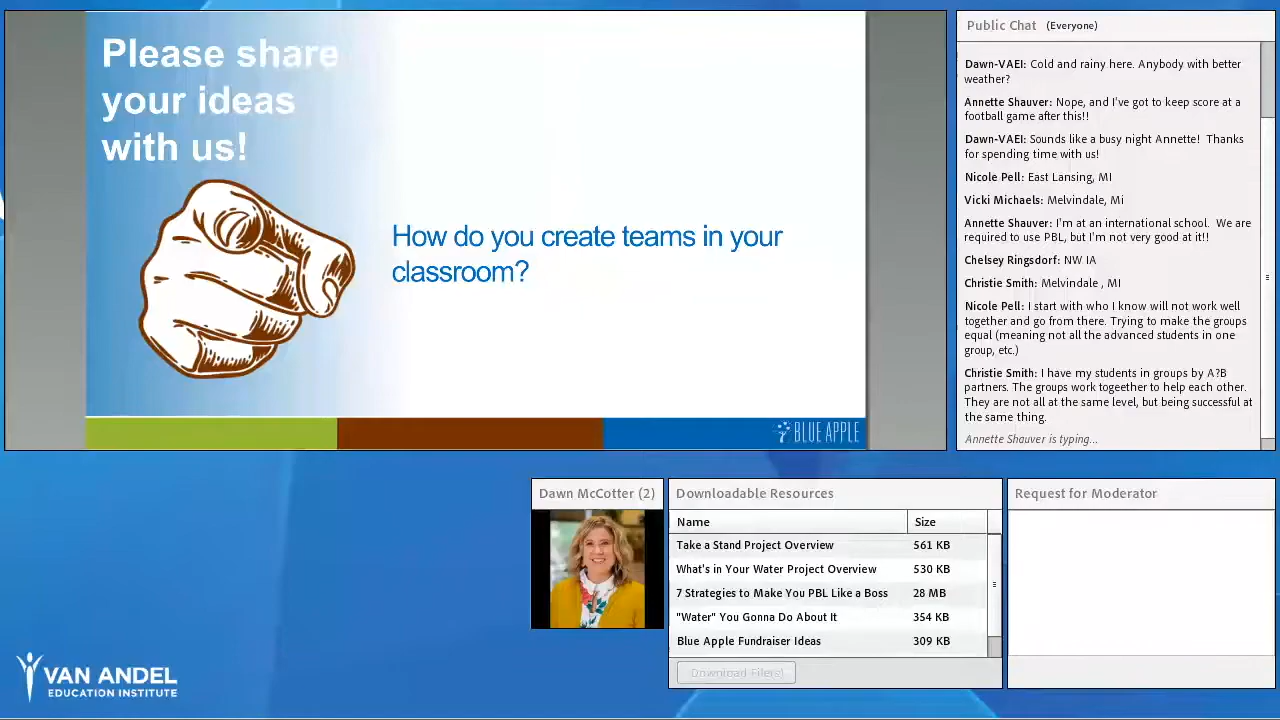 Please share
your ideas
with us!
How do you create teams in your
classroom?
BLUE APPLE
Public Chat (Everyone)
Dawn-VAEI: Cold and rainy here. Anybody with better
weather?
Annette Shauver: Nope, and I've got to keep score at a
football game after this!!
Dawn-VAEI: Sounds like a busy night Annette! Thanks
for spending time with us!
Nicole Pell: East Lansing, MI
Vicki Michaels: Melvindale, Mi
Annette Shauver: I'm at an international school. We are
required to use PBL, but I'm not very good at it!!
Chelsey Ringsdorf: NW IA
Christie Smith: Melvindale , MI
Nicole Pell: I start with who I know will not work well
together and go from there. Trying to make the groups
equal (meaning not all the advanced students in one
group, etc.)
Christie Smith: I have my students in groups by A?B
partners. The groups work togeether to help each other.
They are not all at the same level, but being successful at
the same thing.
Annette Shauver is typing...
Dawn McCotter (2)
Downloadable Resources
Name Size
Take a Stand Project Overview 561 KB
What's in Your Water Project Overview 530 KB
7 Strategies to Make You PBL Like a Boss 28 MB
"Water" You Gonna Do About It 354 KB
Blue Apple Fundraiser Ideas 309 KB
Download File(s)
Request for Moderator
VAN ANDEL
EDUCATION INSTITUTE